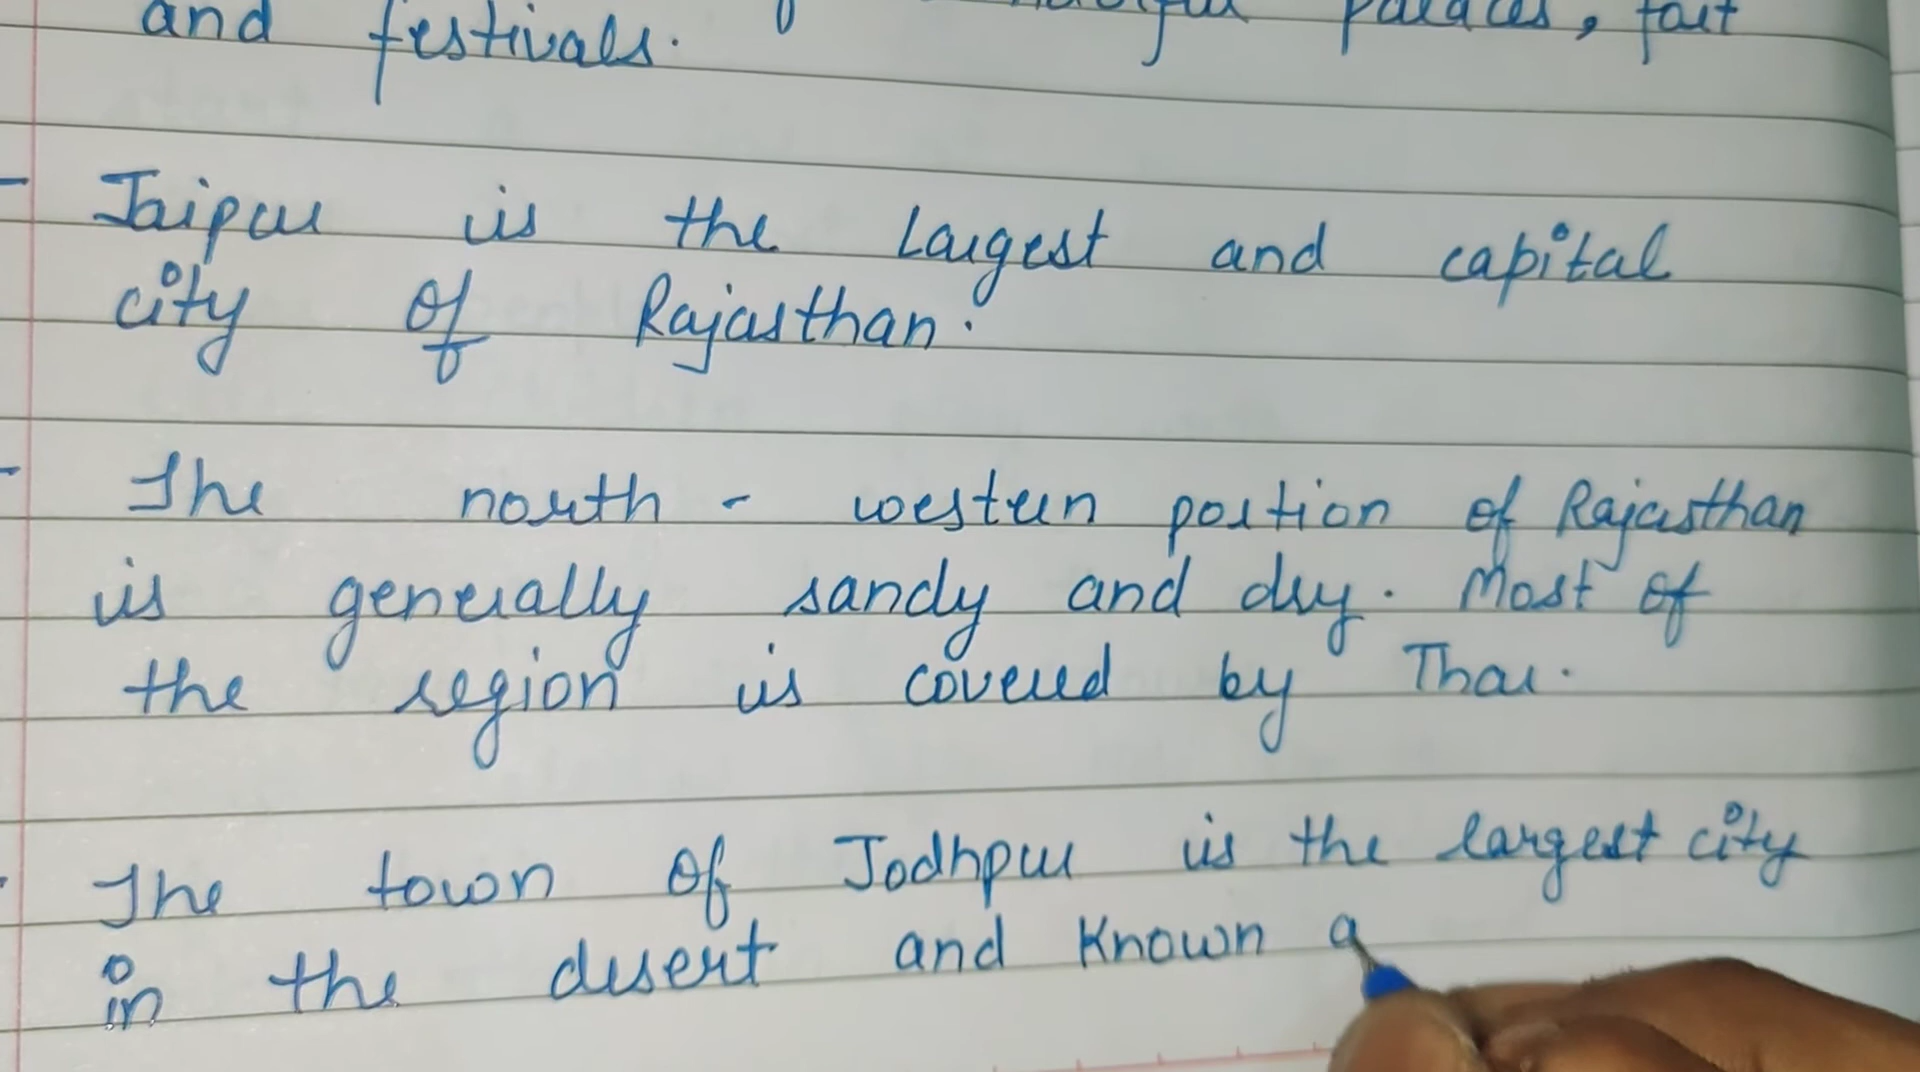 palaces, fort
and festivals.
- Jaipur is the Largest and capital
city of Rajasthan.
- The north - western portion of Rajasthan
is generally sandy and dry. Most of
the region is covered by Thar.
- The town of Jodhpur is the largest city
in the desert and Known a